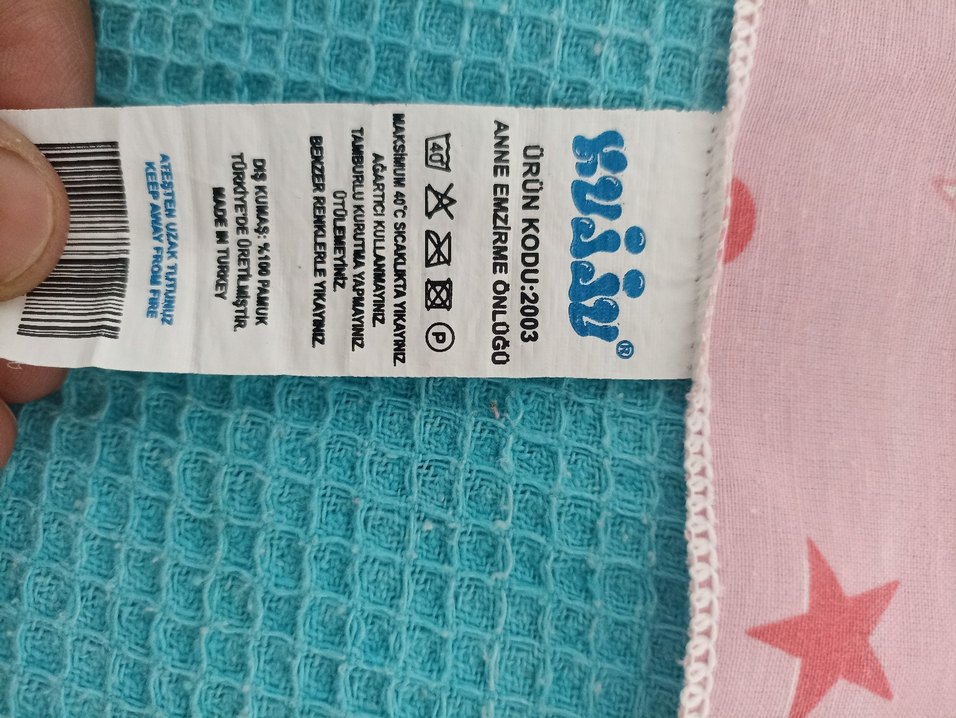 kujju®
ÜRÜN KODU:2003
ANNE EMZİRME ÖNLÜĞÜ
40 P
MAKSİMUM 40°C SICAKLIKTA YIKAYINIZ.
AĞARTICI KULLANMAYINIZ.
TAMBURLU KURUTMA YAPMAYINIZ.
ÜTÜLEMEYİNİZ.
BENZER RENKLERLE YIKAYINIZ.
DIŞ KUMAŞ: %100 PAMUK
TÜRKİYE'DE ÜRETİLMİŞTİR.
MADE IN TURKEY
ATEŞTEN UZAK TUTUNUZ
KEEP AWAY FROM FIRE